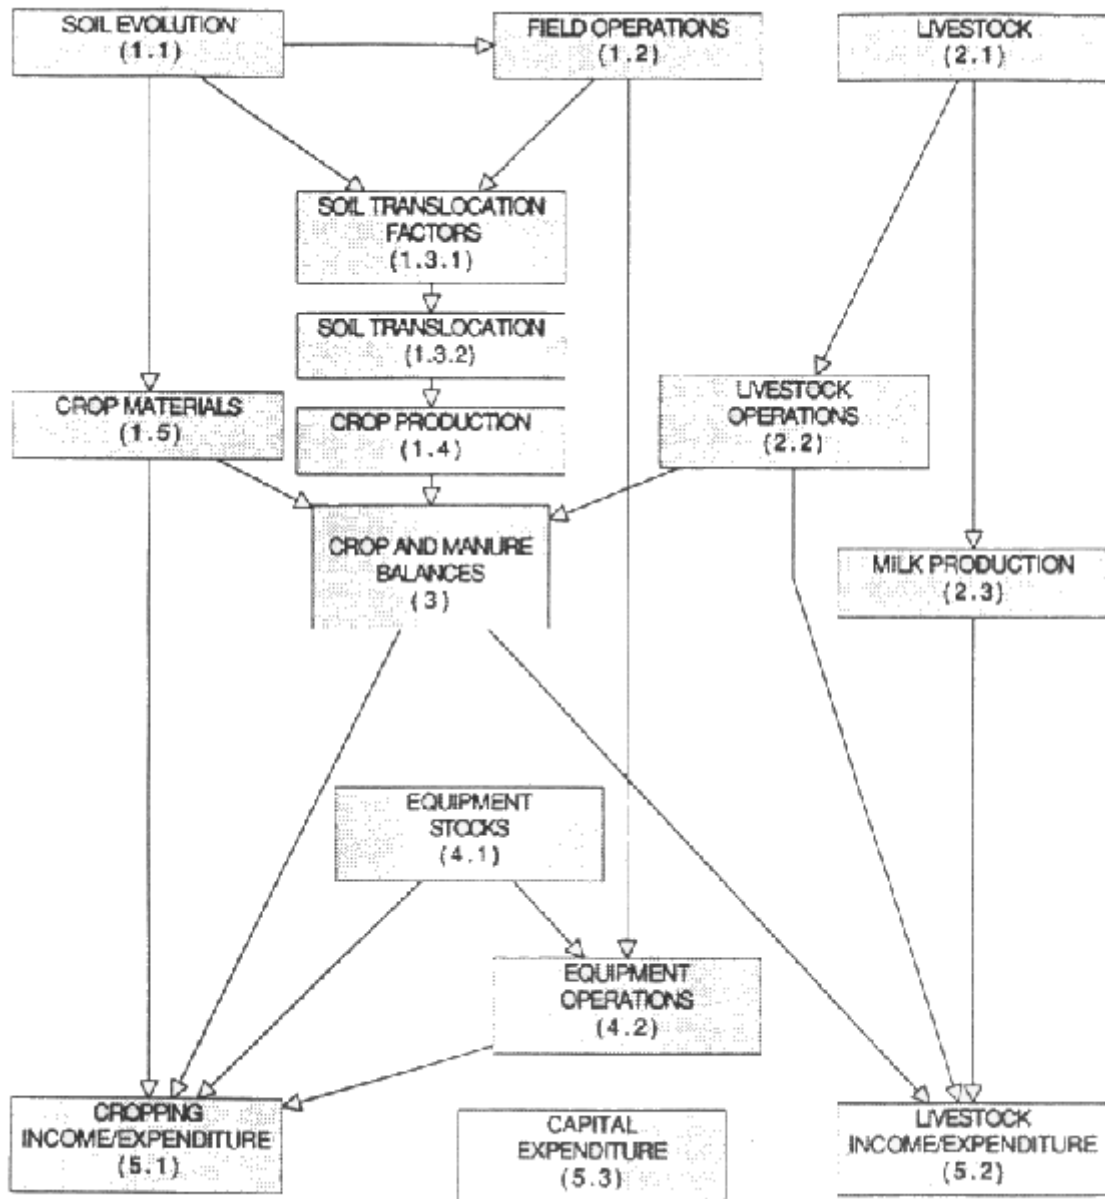 SOIL EVOLUTION
(1.1)
FIELD OPERATIONS
(1.2)
LIVESTOCK
(2.1)
SOIL TRANSLOCATION
FACTORS
(1.3.1)
SOIL TRANSLOCATION
(1.3.2)
CROP MATERIALS
(1.5)
CROP PRODUCTION
(1.4)
LIVESTOCK
OPERATIONS
(2.2)
CROP AND MANURE
BALANCES
(3)
MILK PRODUCTION
(2.3)
EQUIPMENT
STOCKS
(4.1)
EQUIPMENT
OPERATIONS
(4.2)
CROPPING
INCOME/EXPENDITURE
(5.1)
CAPITAL
EXPENDITURE
(5.3)
LIVESTOCK
INCOME/EXPENDITURE
(5.2)